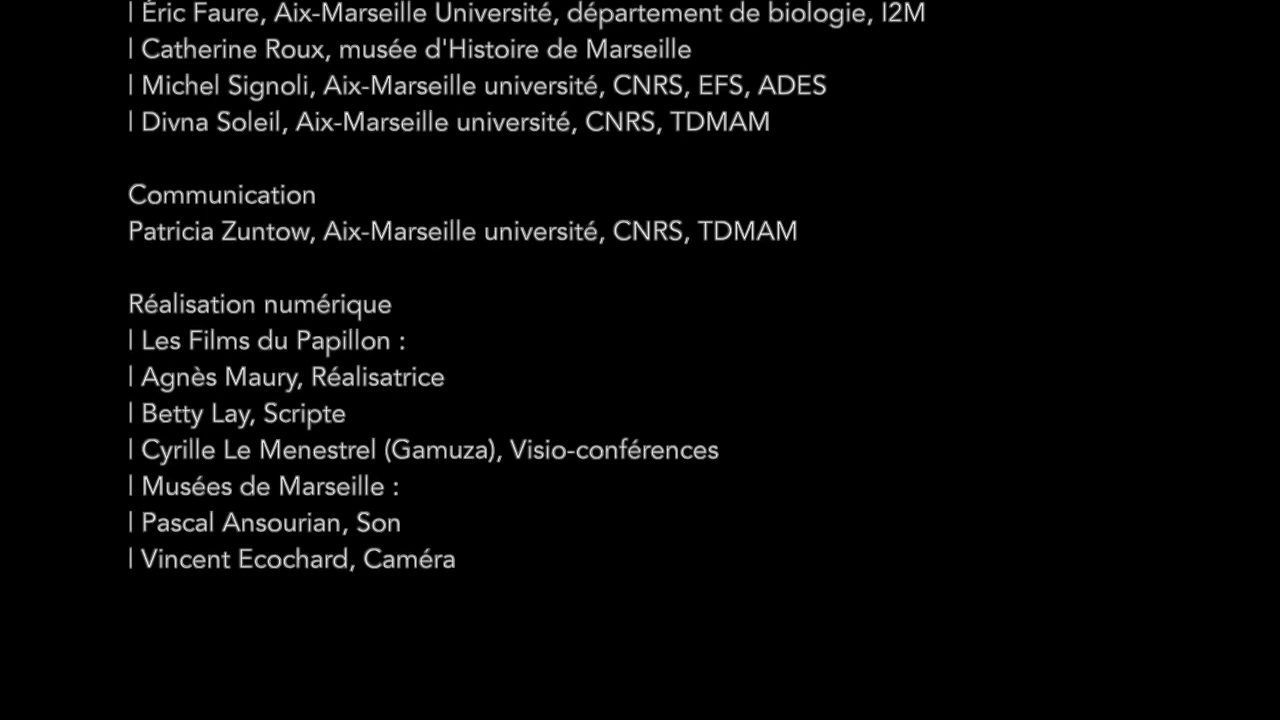 | Éric Faure, Aix-Marseille Université, département de biologie, I2M
| Catherine Roux, musée d'Histoire de Marseille
| Michel Signoli, Aix-Marseille université, CNRS, EFS, ADES
| Divna Soleil, Aix-Marseille université, CNRS, TDMAM
Communication
Patricia Zuntow, Aix-Marseille université, CNRS, TDMAM
Réalisation numérique
| Les Films du Papillon :
| Agnès Maury, Réalisatrice
| Betty Lay, Scripte
| Cyrille Le Menestrel (Gamuza), Visio-conférences
| Musées de Marseille :
| Pascal Ansourian, Son
| Vincent Ecochard, Caméra